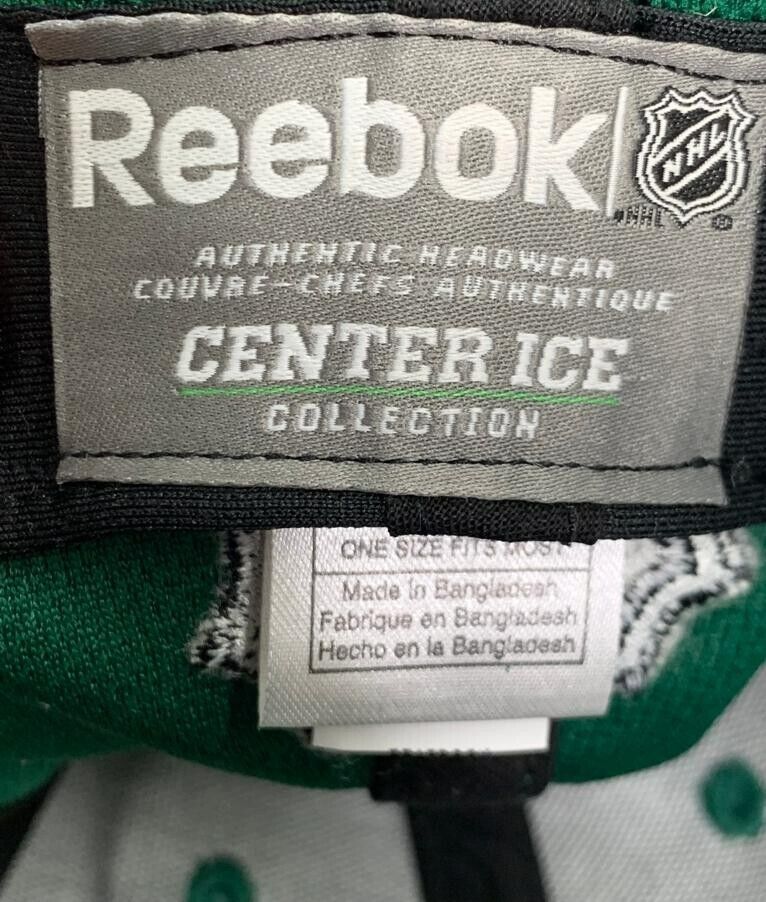 Reebok
NHL
NHL ®
AUTHENTIC HEADWEAR
COUVRE-CHEFS AUTHENTIQUE
CENTER ICE
COLLECTION
ONE SIZE FITS MOST
Made in Bangladesh
Fabrique en Bangladesh
Hecho en la Bangladesh